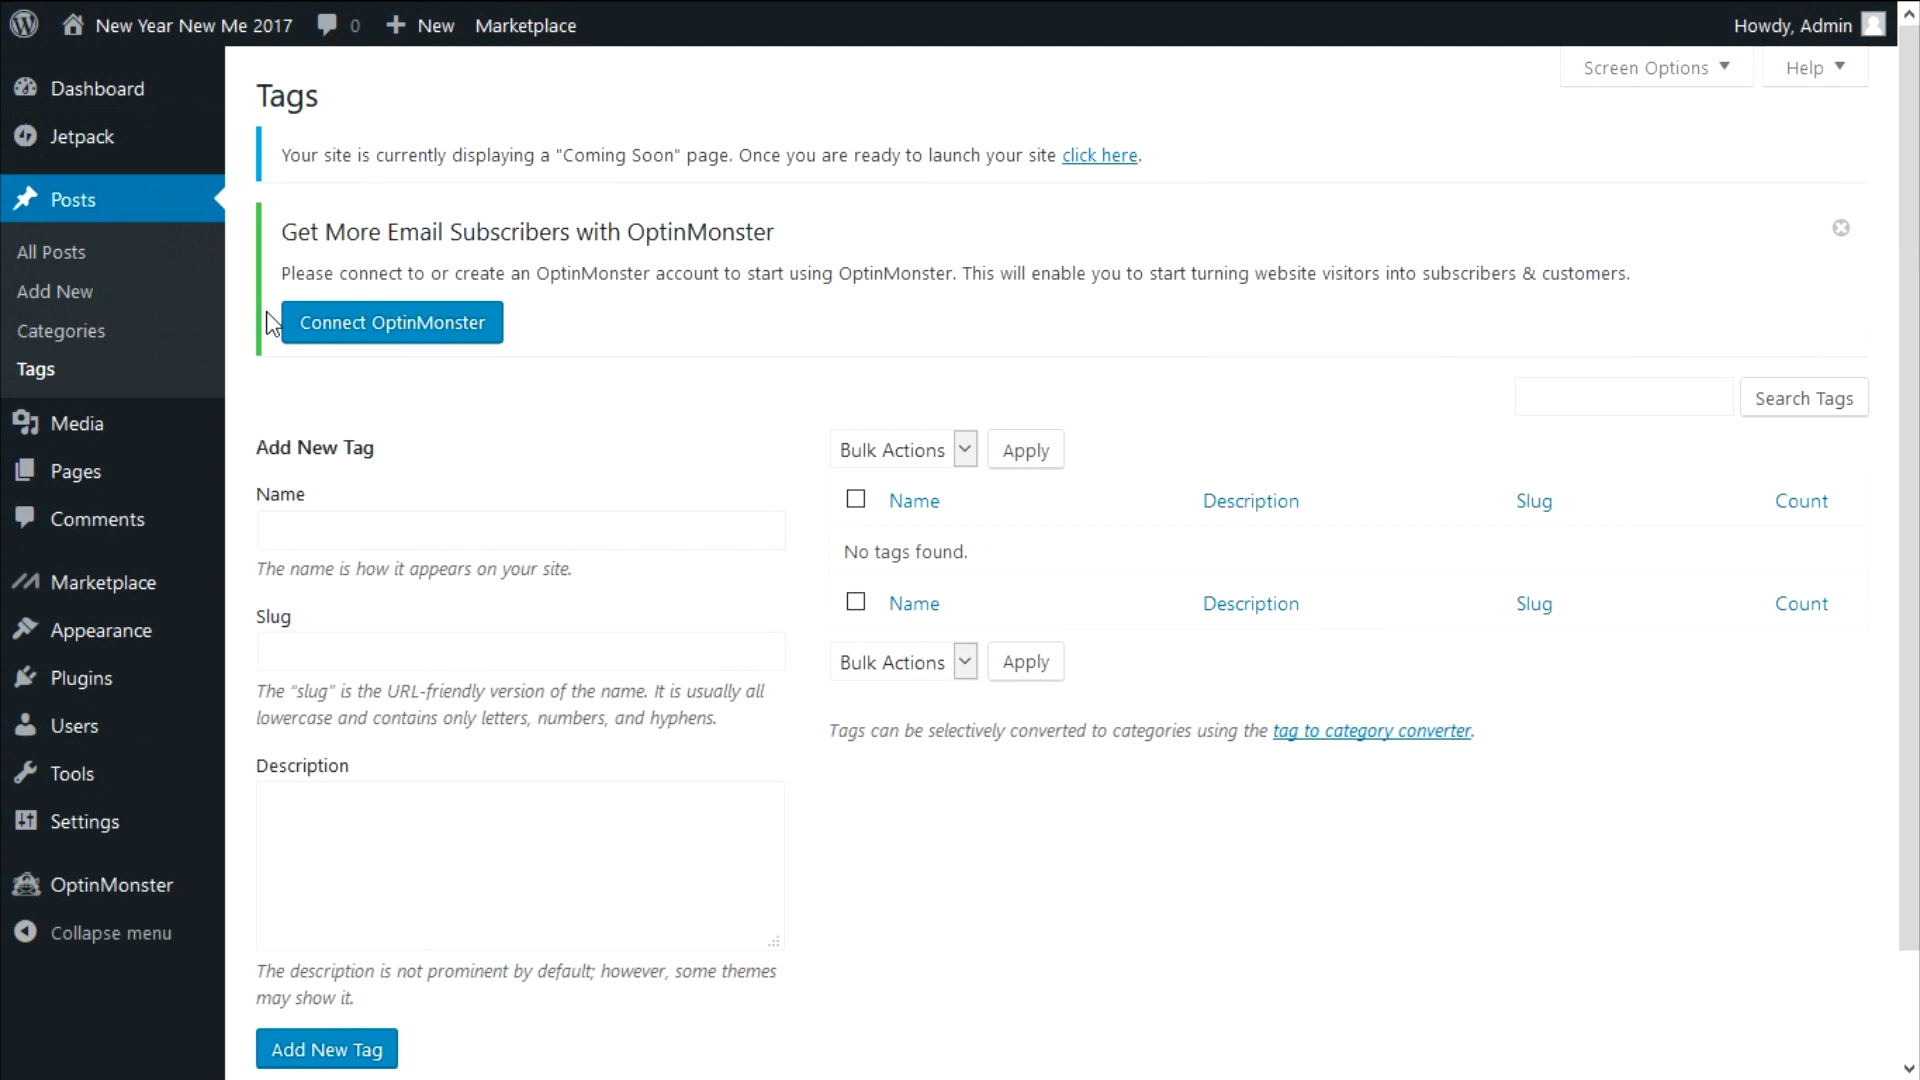 New Year New Me 2017
0
New
Marketplace
Howdy, Admin
Dashboard
Jetpack
Posts
All Posts
Add New
Categories
Tags
Media
Pages
Comments
Marketplace
Appearance
Plugins
Users
Tools
Settings
OptinMonster
Collapse menu
Screen Options
Help
Tags
Your site is currently displaying a "Coming Soon" page. Once you are ready to launch your site click here.
Get More Email Subscribers with OptinMonster
Please connect to or create an OptinMonster account to start using OptinMonster. This will enable you to start turning website visitors into subscribers & customers.
Connect OptinMonster
Search Tags
Add New Tag
Name
The name is how it appears on your site.
Slug
The “slug” is the URL-friendly version of the name. It is usually all
lowercase and contains only letters, numbers, and hyphens.
Description
The description is not prominent by default; however, some themes
may show it.
Add New Tag
Bulk Actions
Apply
Name Description Slug Count
No tags found.
Name Description Slug Count
Bulk Actions
Apply
Tags can be selectively converted to categories using the tag to category converter.